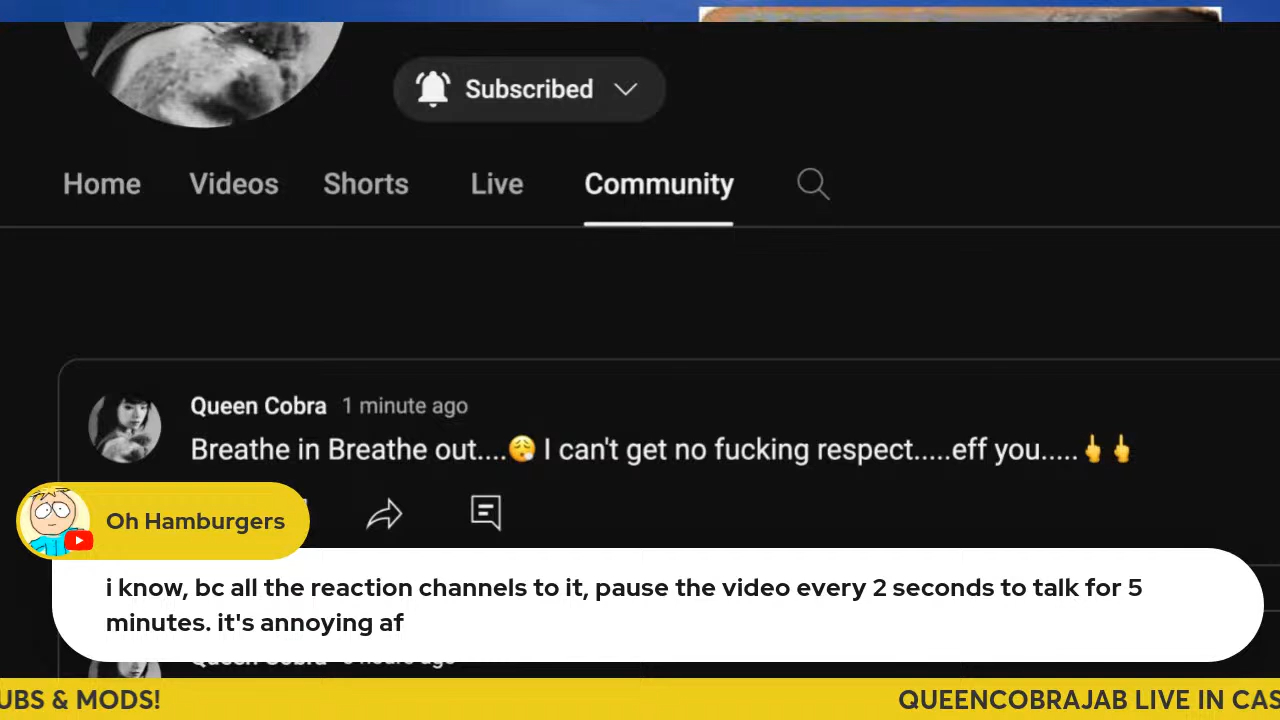 Subscribed
Home Videos Shorts Live Community
Queen Cobra 1 minute ago
Breathe in Breathe out....😮‍💨 I can't get no fucking respect.....eff you.....🖕🖕
Oh Hamburgers
i know, bc all the reaction channels to it, pause the video every 2 seconds to talk for 5
minutes. it's annoying af
UBS & MODS! QUEENCOBRAJAB LIVE IN CAS